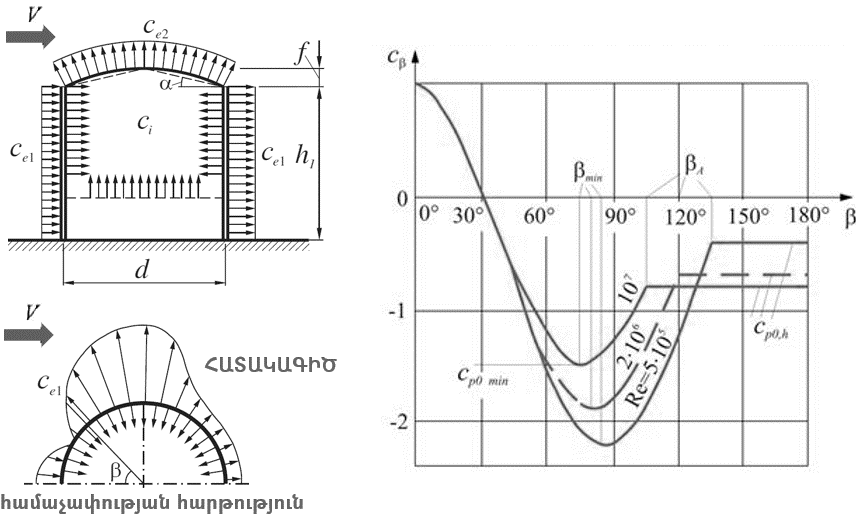 V
c_e2
f
α
c_i
c_e1
c_e1
h_1
d
V
ՀԱՏԱԿԱԳԻԾ
c_e1
β
համաչափության հարթություն
c_β
β_min
β_A
0
0° 30° 60° 90° 120° 150° 180°
β
-1
10^7
2·10^6
Re=5·10^5
c_p0,h
c_p0 min
-2